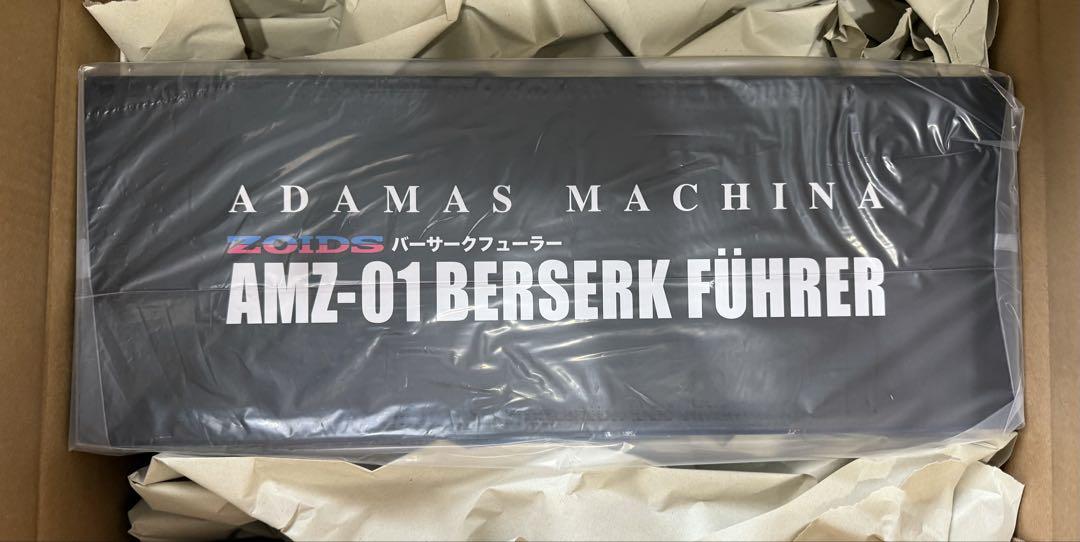 ADAMAS MACHINA
ZOIDS バーサークフューラー
AMZ-01 BERSERK FÜHRER